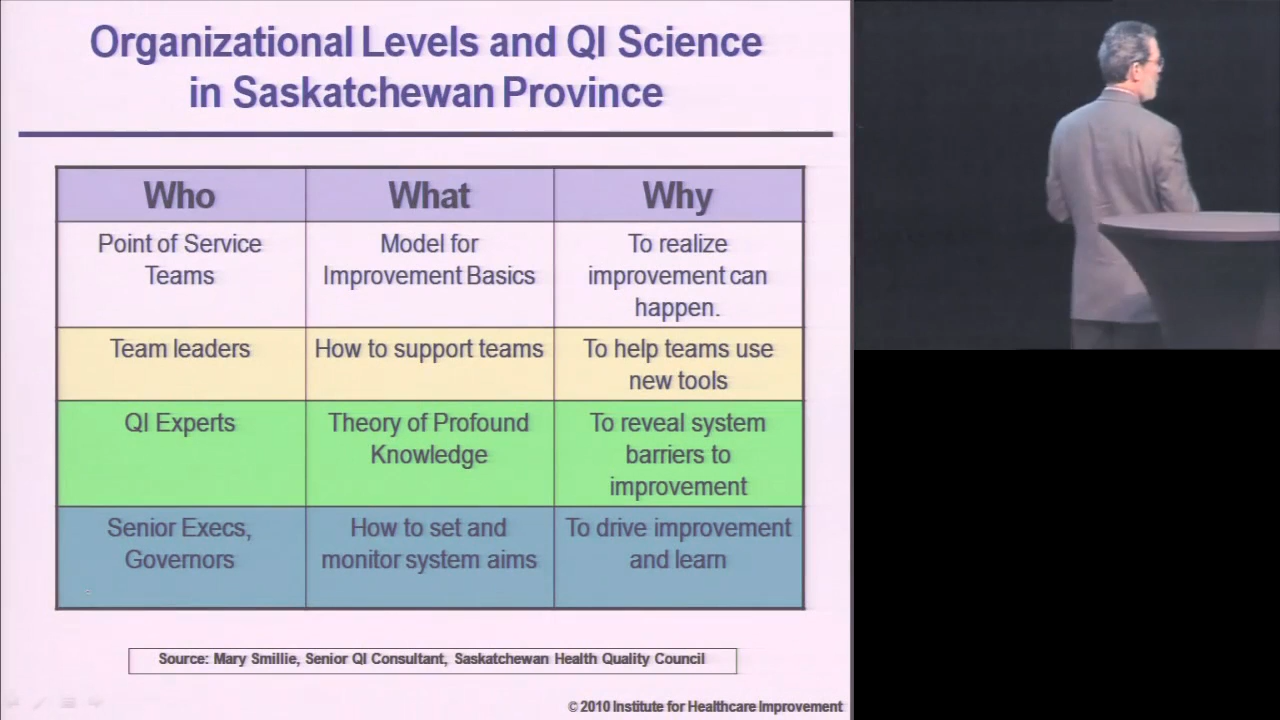 Organizational Levels and QI Science
in Saskatchewan Province
Who
What
Why
Point of Service
Teams
Model for
Improvement Basics
To realize
improvement can
happen.
Team leaders
How to support teams
To help teams use
new tools
QI Experts
Theory of Profound
Knowledge
To reveal system
barriers to
improvement
Senior Execs,
Governors
How to set and
monitor system aims
To drive improvement
and learn
Source: Mary Smillie, Senior QI Consultant, Saskatchewan Health Quality Council
© 2010 Institute for Healthcare Improvement